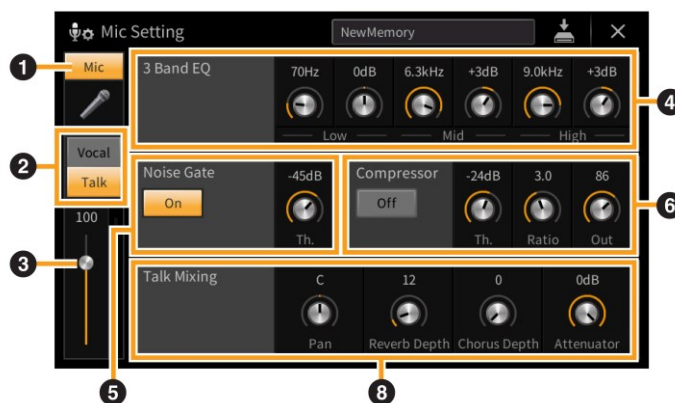 Mic Setting NewMemory
1 Mic
3 Band EQ 70Hz 0dB 6.3kHz +3dB 9.0kHz +3dB 4
Low Mid High
2 Vocal
Talk
Noise Gate -45dB
On
Th.
Compressor -24dB 3.0 86 6
Off
Th. Ratio Out
100
3
Talk Mixing C 12 0 0dB
Pan Reverb Depth Chorus Depth Attenuator
5 8